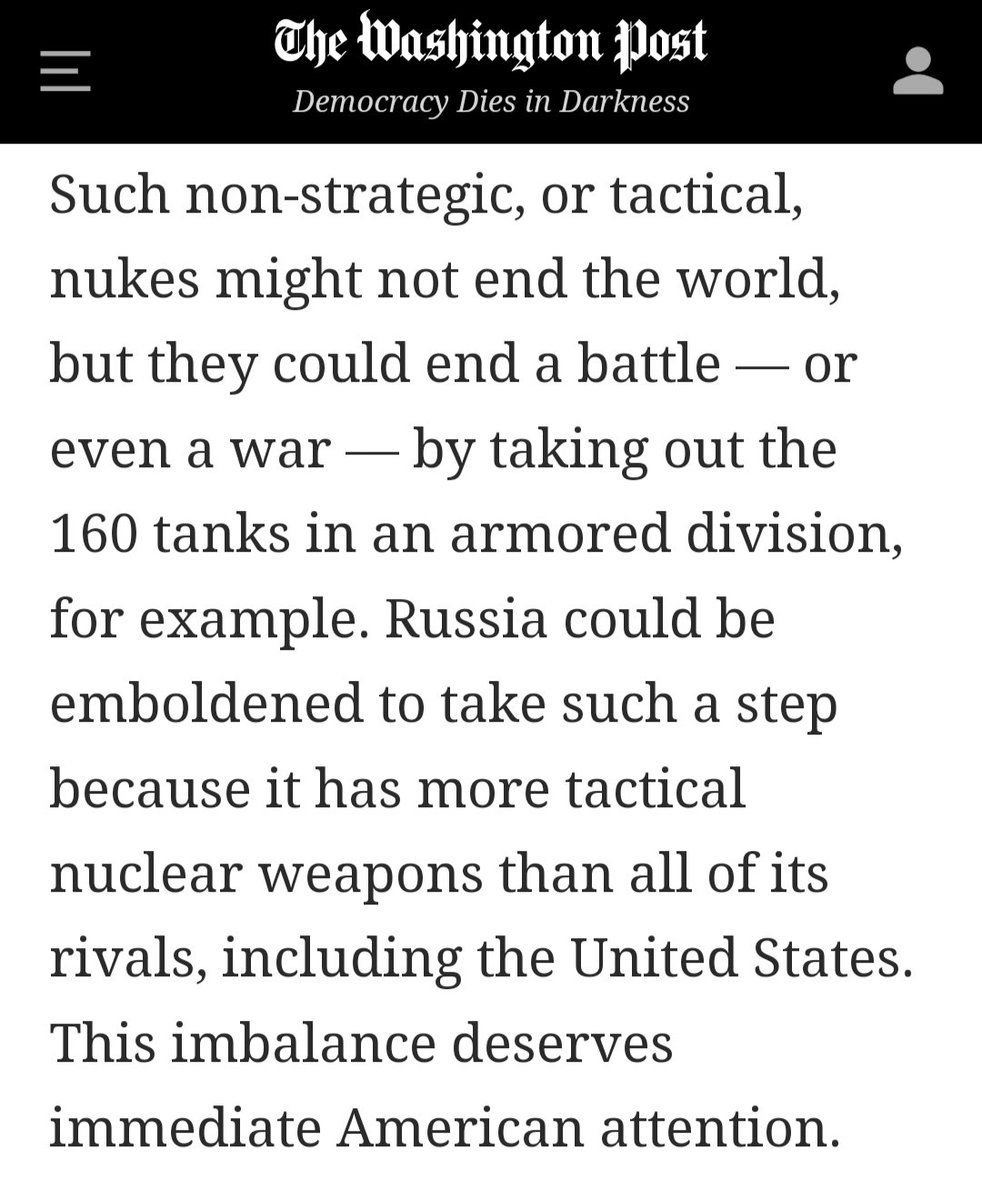 The Washington Post
Democracy Dies in Darkness
Such non-strategic, or tactical,
nukes might not end the world,
but they could end a battle — or
even a war — by taking out the
160 tanks in an armored division,
for example. Russia could be
emboldened to take such a step
because it has more tactical
nuclear weapons than all of its
rivals, including the United States.
This imbalance deserves
immediate American attention.